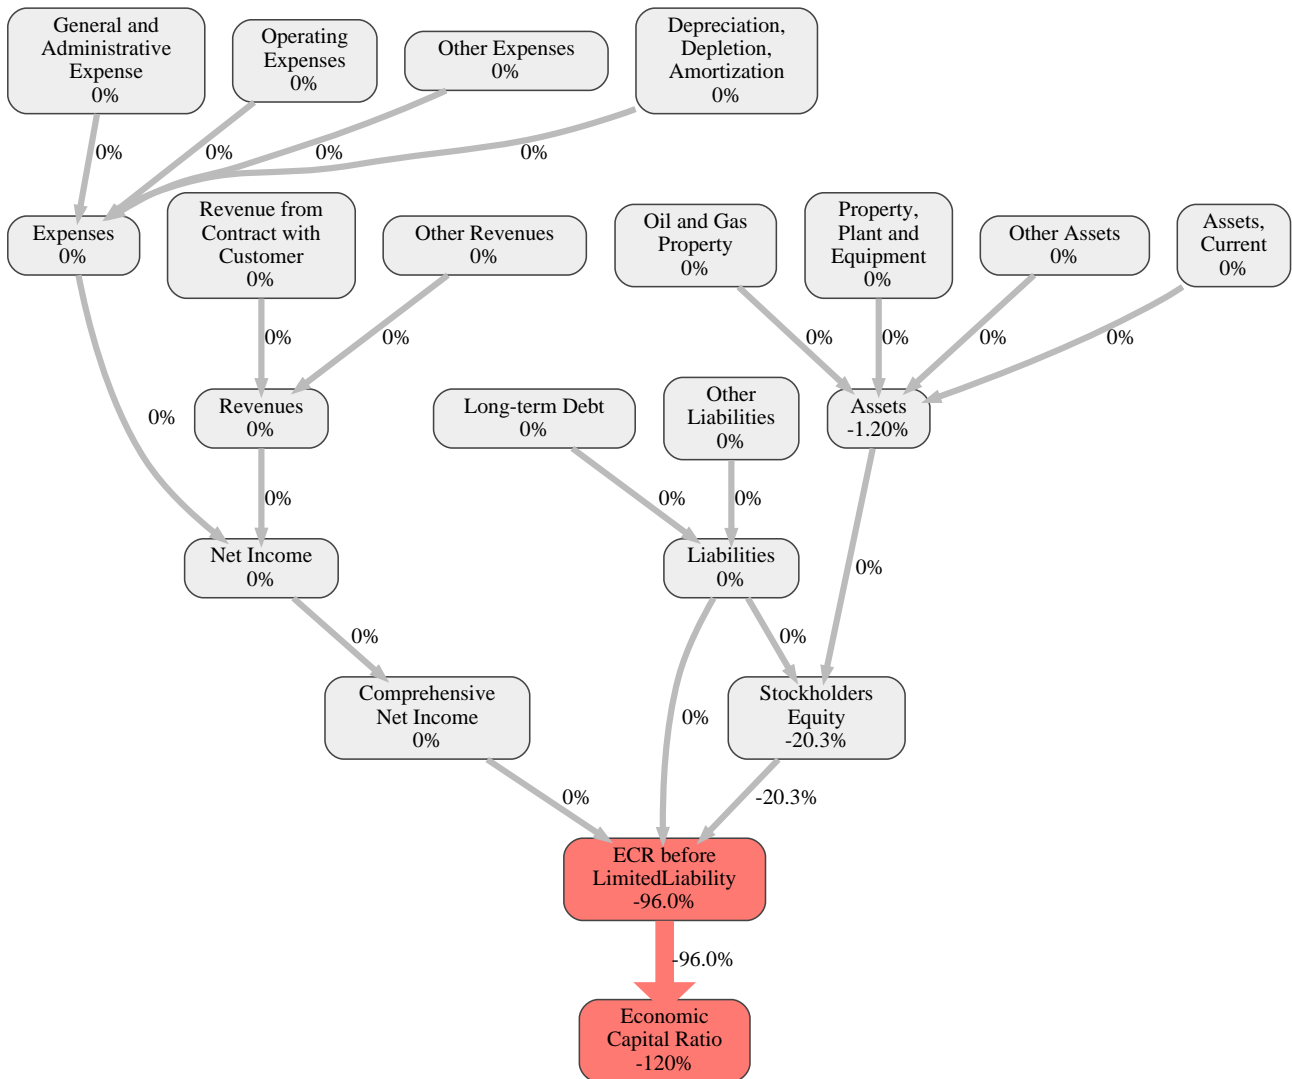 General and
Administrative
Expense
0%
Operating
Expenses
0%
Other Expenses
0%
Depreciation,
Depletion,
Amortization
0%
0%
0%
0%
0%
Expenses
0%
Revenue from
Contract with
Customer
0%
Other Revenues
0%
Oil and Gas
Property
0%
Property,
Plant and
Equipment
0%
Other Assets
0%
Assets,
Current
0%
0%
0%
0%
0%
0%
0%
0%
Revenues
0%
Long-term Debt
0%
Other
Liabilities
0%
Assets
-1.20%
0%
0%
0%
Net Income
0%
Liabilities
0%
0%
0%
0%
0%
Comprehensive
Net Income
0%
Stockholders
Equity
-20.3%
0%
-20.3%
ECR before
LimitedLiability
-96.0%
-96.0%
Economic
Capital Ratio
-120%